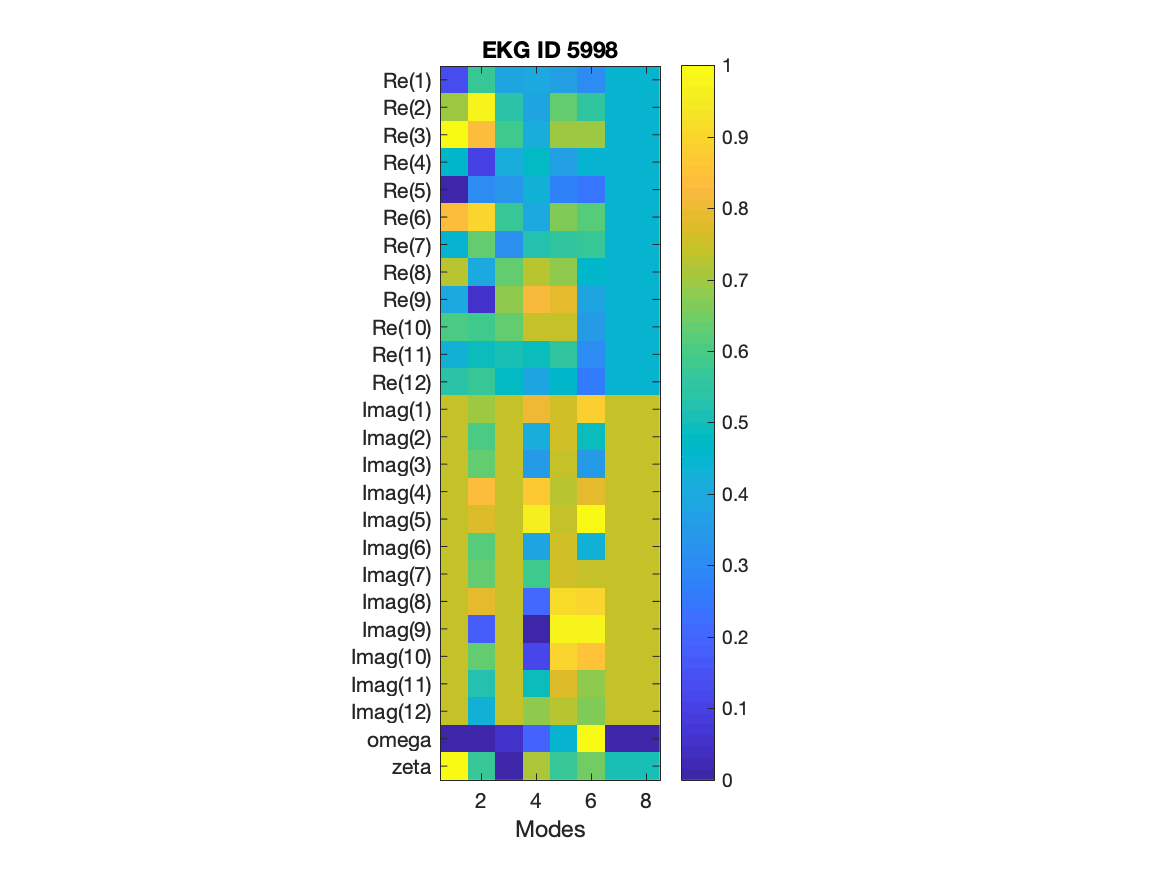 EKG ID 5998
Re(1)
Re(2)
Re(3)
Re(4)
Re(5)
Re(6)
Re(7)
Re(8)
Re(9)
Re(10)
Re(11)
Re(12)
Imag(1)
Imag(2)
Imag(3)
Imag(4)
Imag(5)
Imag(6)
Imag(7)
Imag(8)
Imag(9)
Imag(10)
Imag(11)
Imag(12)
omega
zeta
2 4 6 8
Modes
1
0.9
0.8
0.7
0.6
0.5
0.4
0.3
0.2
0.1
0